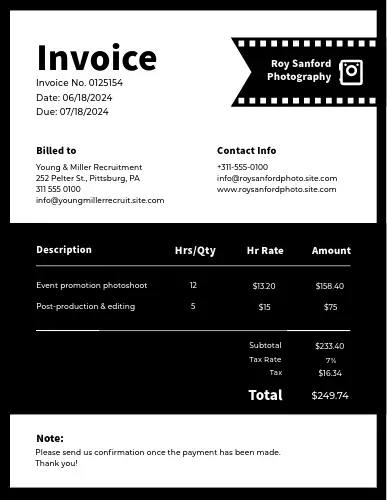 Invoice
Invoice No. 0125154
Date: 06/18/2024
Due: 07/18/2024
Roy Sanford
Photography
Billed to
Young & Miller Recruitment
252 Pelter St., Pittsburg, PA
311 555 0100
info@youngmillerrecruit.site.com
Contact Info
+311-555-0100
info@roysanfordphoto.site.com
www.roysanfordphoto.site.com
Description Hrs/Qty Hr Rate Amount
Event promotion photoshoot 12 $13.20 $158.40
Post-production & editing 5 $15 $75
Subtotal $233.40
Tax Rate 7%
Tax $16.34
Total $249.74
Note:
Please send us confirmation once the payment has been made.
Thank you!